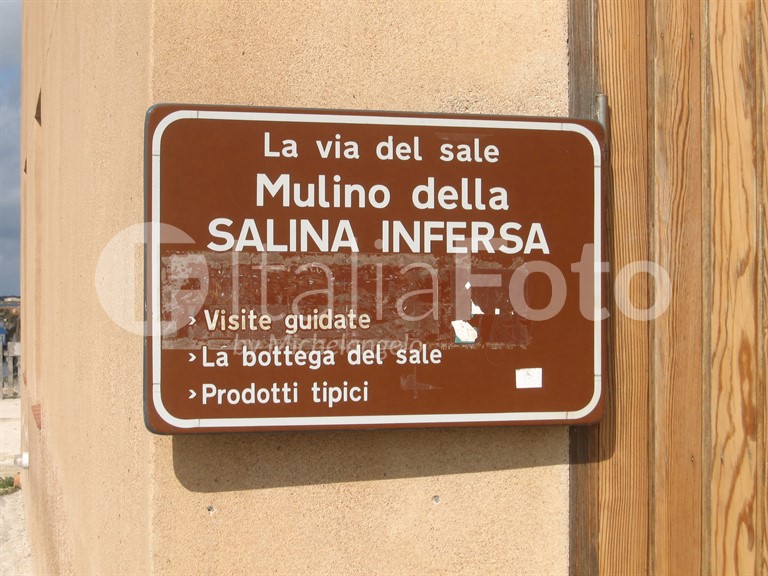 La via del sale
Mulino della
SALINA INFERSA
ItaliaFoto
› Visite guidate
by Michelangelo
› La bottega del sale
› Prodotti tipici